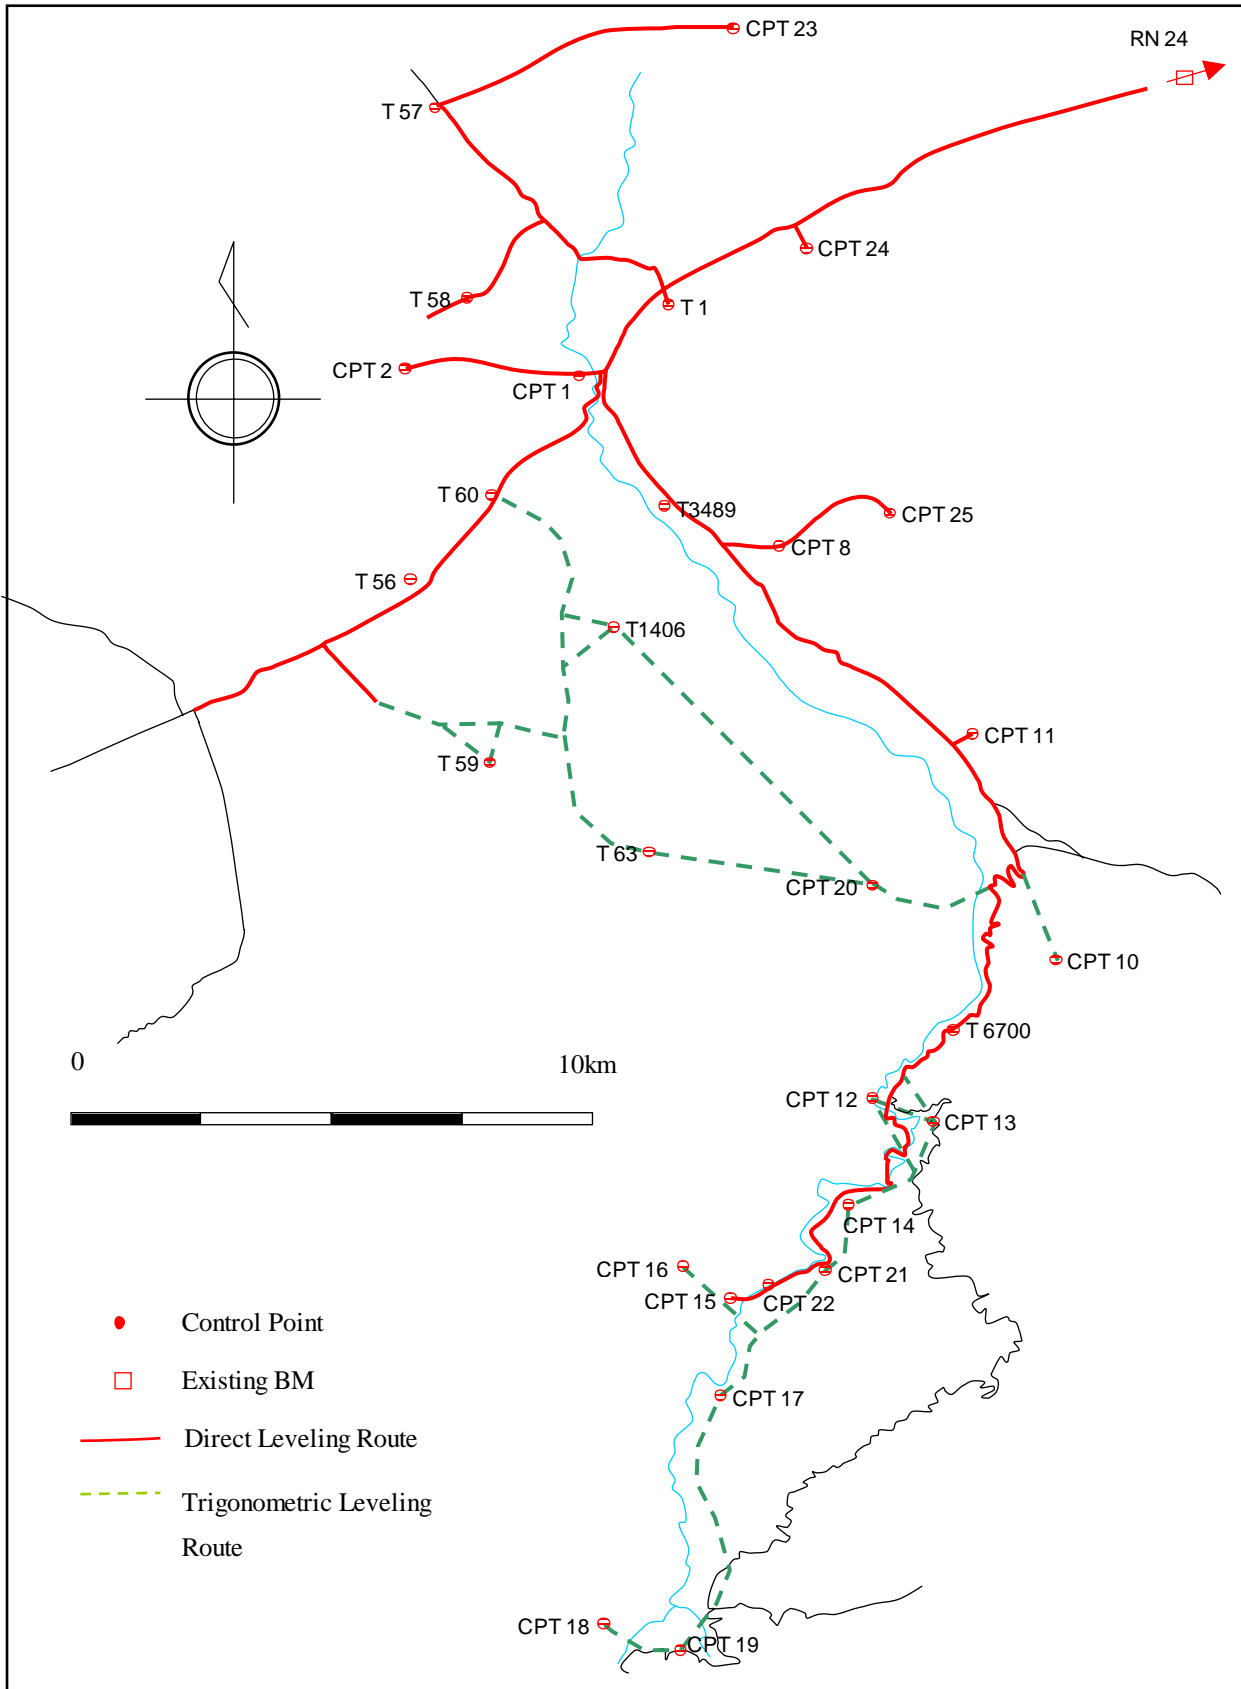 CPT 23
RN 24
T 57
CPT 24
T 58
T 1
CPT 2
CPT 1
T 60
T3489
CPT 25
CPT 8
T 56
T1406
CPT 11
T 59
T 63
CPT 20
CPT 10
T 6700
0 10km
CPT 12
CPT 13
CPT 14
CPT 16
CPT 21
CPT 15
CPT 22
Control Point
Existing BM
CPT 17
Direct Leveling Route
Trigonometric Leveling
Route
CPT 18
CPT 19